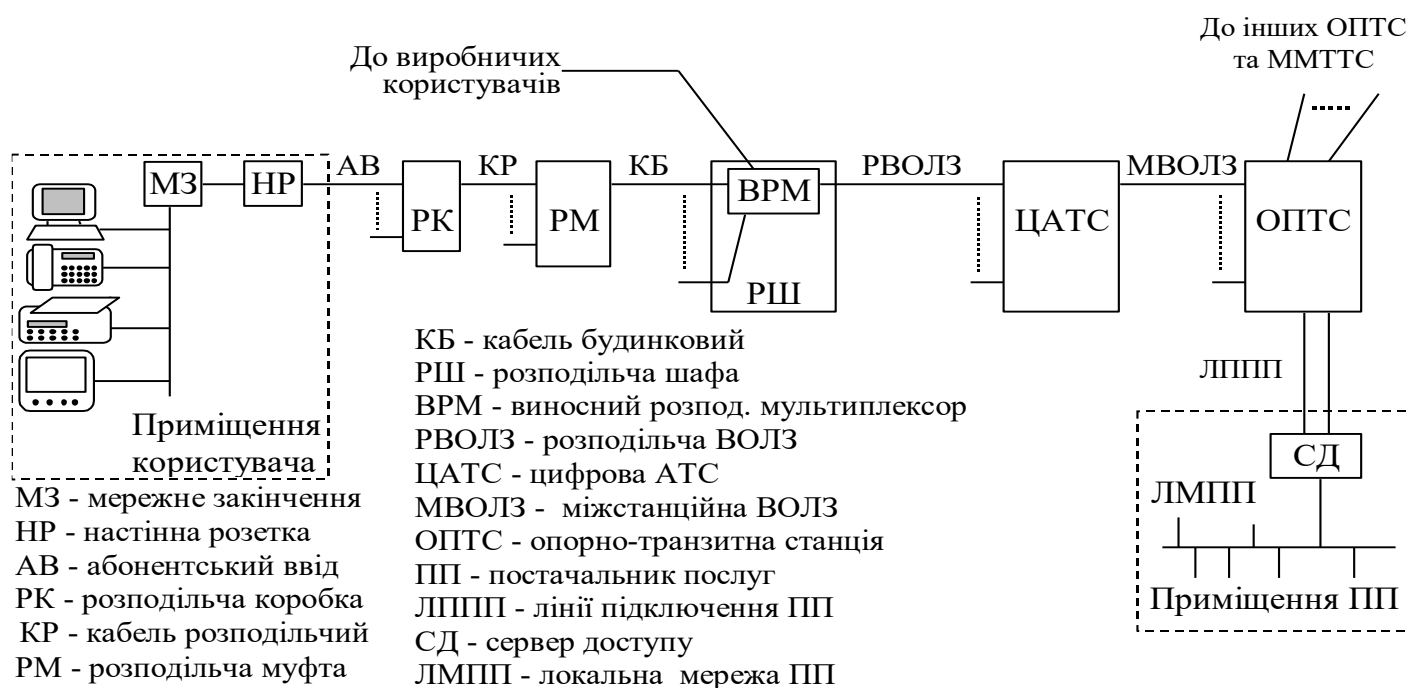 До інших ОПТС
та ММТТС
До виробничих
користувачів
МЗ
НР
АВ
РК
КР
РМ
КБ
ВРМ
РШ
РВОЛЗ
ЦАТС
МВОЛЗ
ОПТС
ЛППП
СД
ЛМПП
Приміщення ПП
Приміщення
користувача
МЗ - мережне закінчення
НР - настінна розетка
АВ - абонентський ввід
РК - розподільча коробка
КР - кабель розподільчий
РМ - розподільча муфта
КБ - кабель будинковий
РШ - розподільча шафа
ВРМ - виносний розпод. мультиплексор
РВОЛЗ - розподільча ВОЛЗ
ЦАТС - цифрова АТС
МВОЛЗ - міжстанційна ВОЛЗ
ОПТС - опорно-транзитна станція
ПП - постачальник послуг
ЛППП - лінії підключення ПП
СД - сервер доступу
ЛМПП - локальна мережа ПП